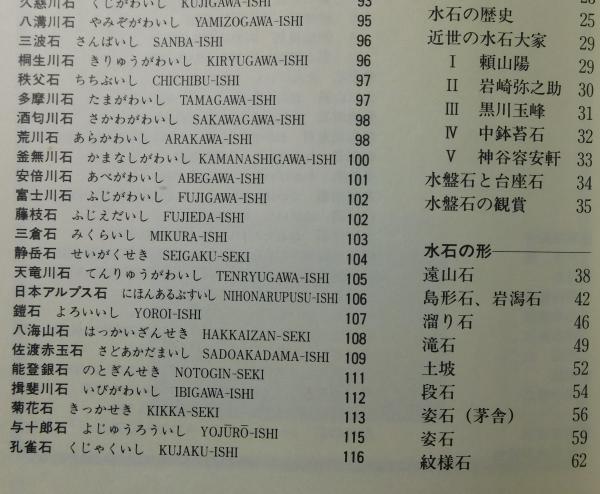 久慈川石 くじがわいし KUJIGAWA-ISHI 93
八溝川石 やみぞがわいし YAMIZOGAWA-ISHI 95
三波石 さんばいし SANBA-ISHI 96
桐生川石 きりゅうがわいし KIRYUGAWA-ISHI 96
秩父石 ちちぶいし CHICHIBU-ISHI 97
多摩川石 たまがわいし TAMAGAWA-ISHI 97
酒匂川石 さかわがわいし SAKAWAGAWA-ISHI 98
荒川石 あらかわいし ARAKAWA-ISHI 98
釜無川石 かまなしがわいし KAMANASHIGAWA-ISHI 100
安倍川石 あべがわいし ABEGAWA-ISHI 101
富士川石 ふじがわいし FUJIGAWA-ISHI 102
藤枝石 ふじえだいし FUJIEDA-ISHI 102
三倉石 みくらいし MIKURA-ISHI 103
静岳石 せいがくせき SEIGAKU-SEKI 104
天竜川石 てんりゅうがわいし TENRYUGAWA-ISHI 105
日本アルプス石 にほんあるぷすいし NIHONARUPUSU-ISHI 106
鎧石 よろいいし YOROI-ISHI 107
八海山石 はっかいざんせき HAKKAIZAN-SEKI 108
佐渡赤玉石 さどあかだまいし SADOAKADAMA-ISHI 109
能登銀石 のとぎんせき NOTOGIN-SEKI 111
揖斐川石 いびがわいし IBIGAWA-ISHI 112
菊花石 きっかせき KIKKA-SEKI 113
与十郎石 よじゅうろういし YOJŪRŌ-ISHI 115
孔雀石 くじゃくいし KUJAKU-ISHI 116
水石の歴史 25
近世の水石大家 29
Ⅰ 頼山陽 29
Ⅱ 岩崎弥之助 30
Ⅲ 黒川玉峰 31
Ⅳ 中鉢苔石 32
Ⅴ 神谷容安軒 33
水盤石と台座石 34
水盤石の観賞 35
水石の形
遠山石 38
島形石、岩潟石 42
溜り石 46
滝石 49
土坡 52
段石 54
姿石（茅舎） 56
姿石 59
紋様石 62